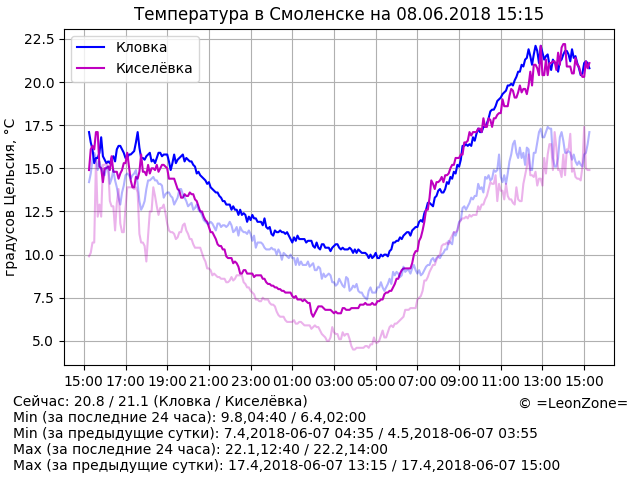 Температура в Смоленске на 08.06.2018 15:15
Кловка
Киселёвка
градусов Цельсия, °C
22.5
20.0
17.5
15.0
12.5
10.0
7.5
5.0
15:00 17:00 19:00 21:00 23:00 01:00 03:00 05:00 07:00 09:00 11:00 13:00 15:00
Сейчас: 20.8 / 21.1 (Кловка / Киселёвка)
© =LeonZone=
Min (за последние 24 часа): 9.8,04:40 / 6.4,02:00
Min (за предыдущие сутки): 7.4,2018-06-07 04:35 / 4.5,2018-06-07 03:55
Max (за последние 24 часа): 22.1,12:40 / 22.2,14:00
Max (за предыдущие сутки): 17.4,2018-06-07 13:15 / 17.4,2018-06-07 15:00